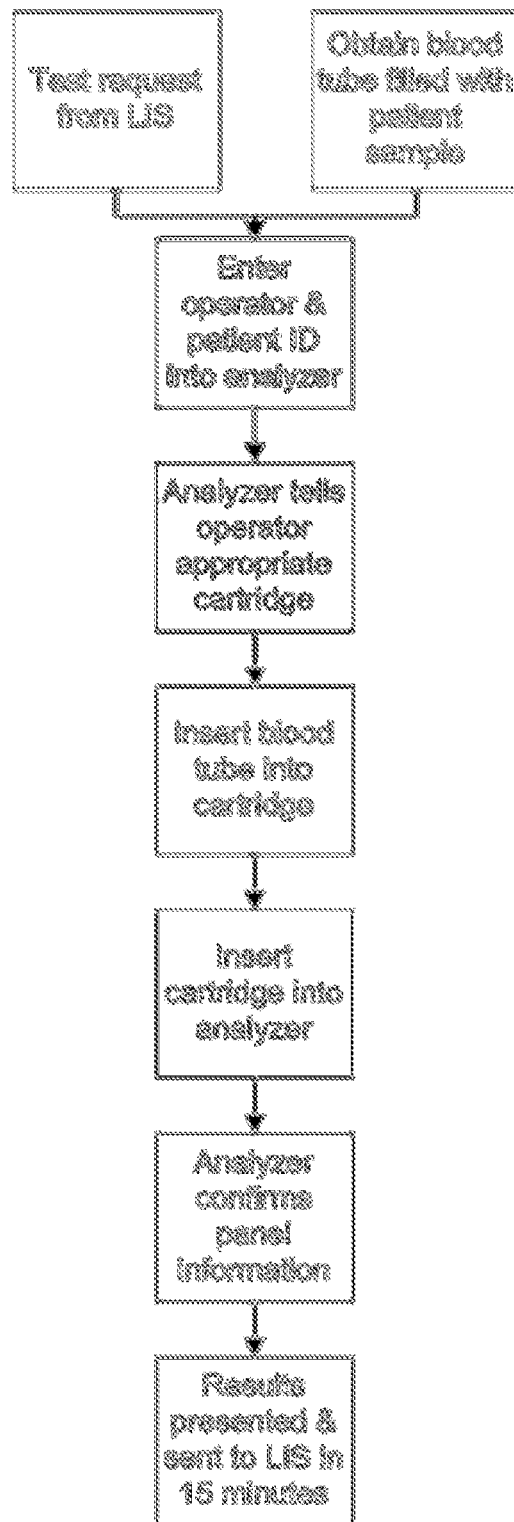 Test request
from LIS
Obtain blood
tube filled with
patient
sample
Enter
operator &
patient ID
into analyzer
Analyzer tells
operator
appropriate
cartridge
Insert blood
tube into
cartridge
Insert
cartridge into
analyzer
Analyzer
confirms
panel
information
Results
presented &
sent to LIS in
15 minutes